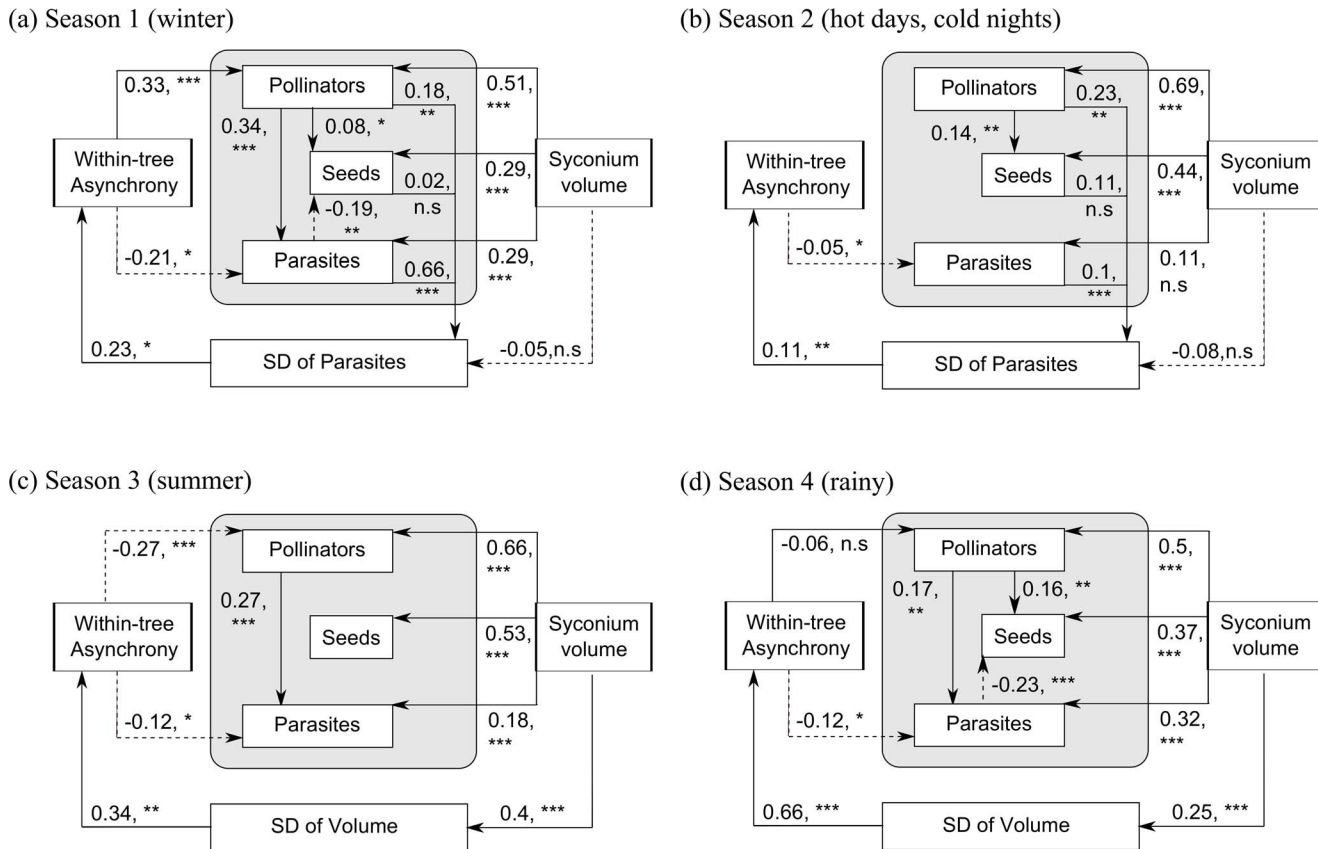 (a) Season 1 (winter)
0.33, ***
Pollinators
0.18,
**
0.51,
***
0.34,
***
0.08, *
Within-tree
Asynchrony
Seeds
0.02,
n.s
0.29,
***
Syconium
volume
-0.19,
**
-0.21, *
Parasites
0.66,
***
0.29,
***
0.23, *
SD of Parasites
-0.05,n.s
(b) Season 2 (hot days, cold nights)
Pollinators
0.23,
**
0.69,
***
0.14, **
Within-tree
Asynchrony
Seeds
0.11,
n.s
0.44,
***
Syconium
volume
-0.05, *
Parasites
0.1,
***
0.11,
n.s
0.11, **
SD of Parasites
-0.08,n.s
(c) Season 3 (summer)
-0.27, ***
Pollinators
0.66,
***
0.27,
***
Within-tree
Asynchrony
Seeds
0.53,
***
Syconium
volume
-0.12, *
Parasites
0.18,
***
0.34, **
SD of Volume
0.4, ***
(d) Season 4 (rainy)
-0.06, n.s
Pollinators
0.5,
***
0.17,
**
0.16, **
Within-tree
Asynchrony
Seeds
0.37,
***
Syconium
volume
-0.23, ***
-0.12, *
Parasites
0.32,
***
0.66, ***
SD of Volume
0.25, ***